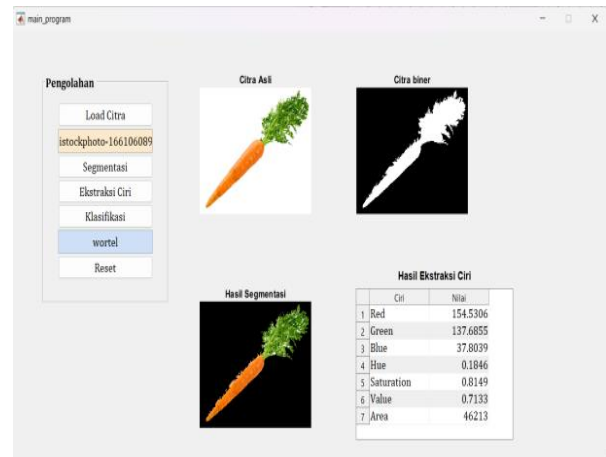 main_program
Pengolahan
Load Citra
istockphoto-166106089
Segmentasi
Ekstraksi Ciri
Klasifikasi
wortel
Reset
Citra Asli
Citra biner
Hasil Segmentasi
Hasil Ekstraksi Ciri
Ciri Nilai
1 Red 154.5306
2 Green 137.6855
3 Blue 37.8039
4 Hue 0.1846
5 Saturation 0.8149
6 Value 0.7133
7 Area 46213